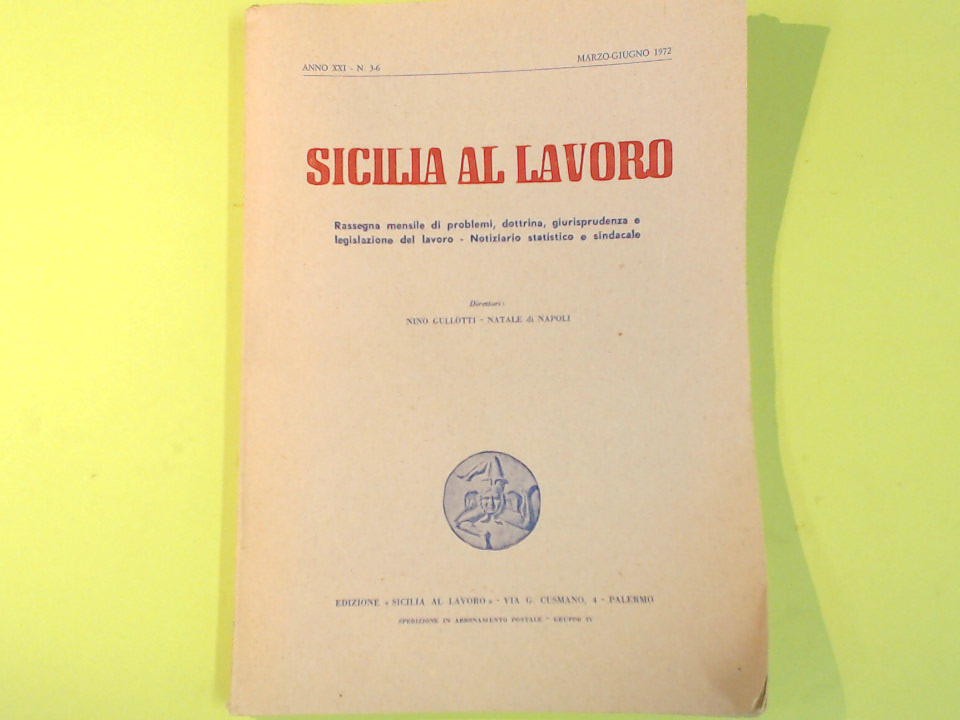 ANNO XXI - N. 3-6
MARZO-GIUGNO 1972
SICILIA AL LAVORO
Rassegna mensile di problemi, dottrina, giurisprudenza e
legislazione del lavoro - Notiziario statistico e sindacale
Direttori:
NINO GULLOTTI - NATALE di NAPOLI
EDIZIONE « SICILIA AL LAVORO » - VIA G. CUSMANO, 4 - PALERMO
SPEDIZIONE IN ABBONAMENTO POSTALE - GRUPPO IV